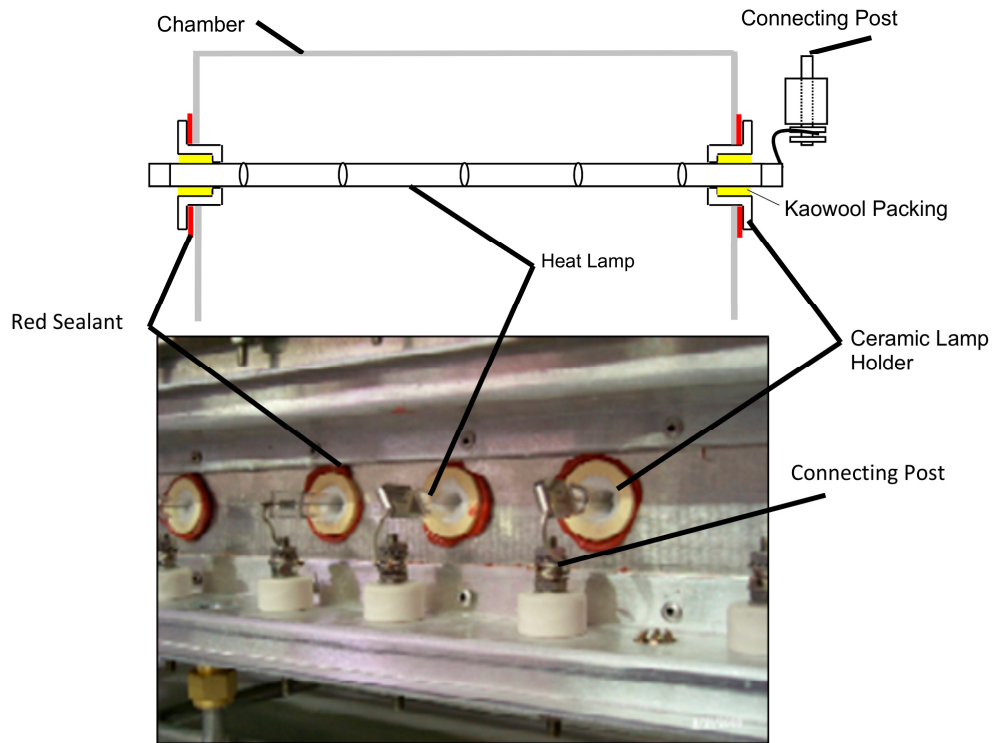 Chamber
Connecting Post
Kaowool Packing
Heat Lamp
Red Sealant
Ceramic Lamp
Holder
Connecting Post